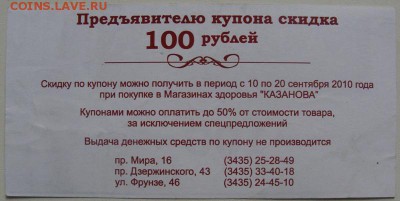 COINS.LAVE.RU
Предъявителю купона скидка
100 рублей
Скидку по купону можно получить в период с 10 по 20 сентября 2010 года
при покупке в Магазинах здоровья "КАЗАНОВА"
Купонами можно оплатить до 50% от стоимости товара,
за исключением спецпредложений
Выдача денежных средств по купону не производится
пр. Мира, 16 (3435) 25-28-49
пр. Дзержинского, 43 (3435) 33-40-18
ул. Фрунзе, 46 (3435) 24-45-10